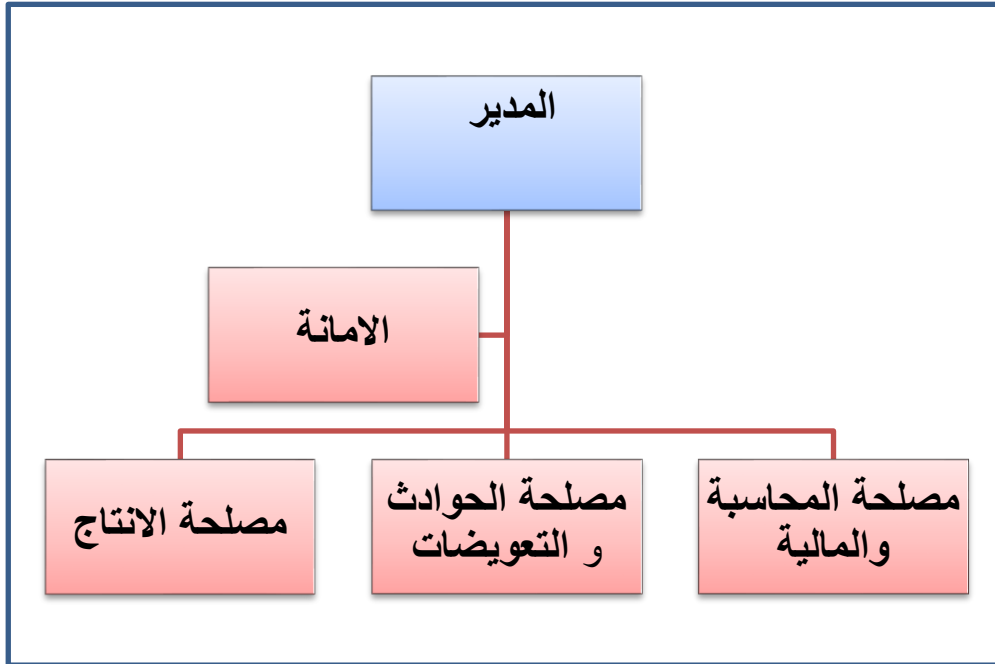 المدير
الامانة
مصلحة المحاسبة
والمالية
مصلحة الحوادث
و التعويضات
مصلحة الانتاج